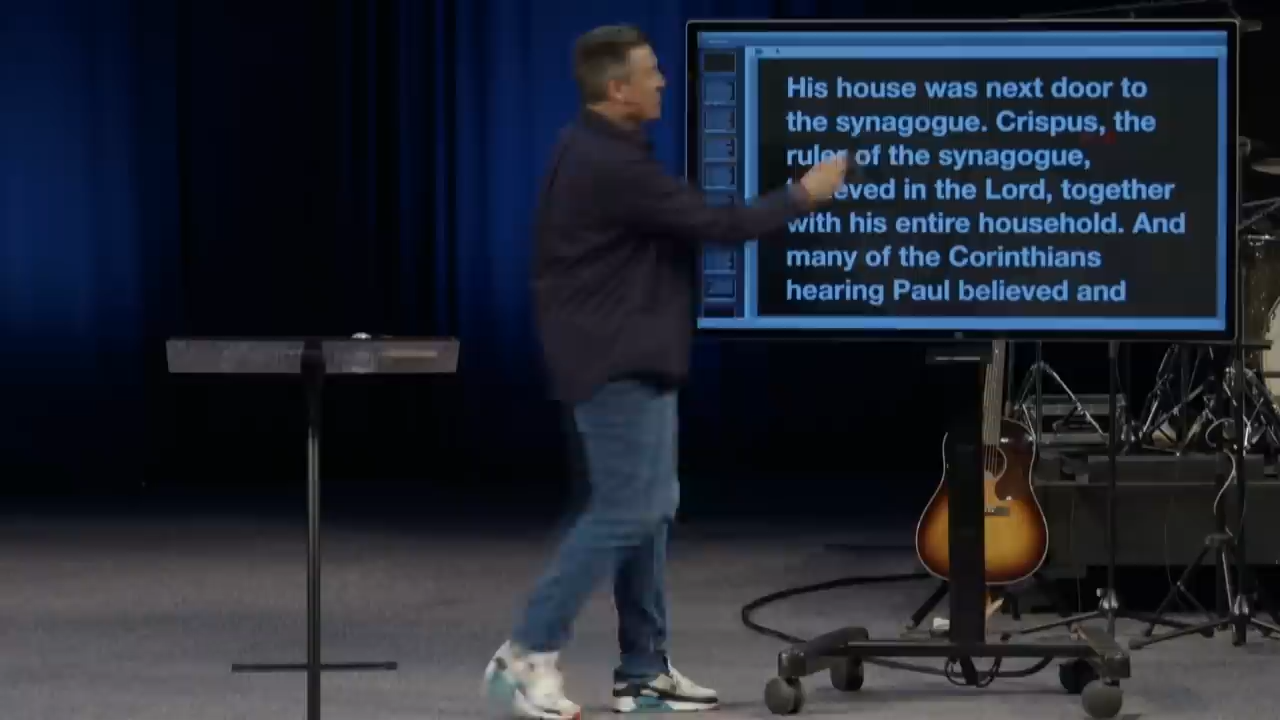 His house was next door to
the synagogue. Crispus, the
ruler of the synagogue,
in the Lord, together
with his entire household. And
many of the Corinthians
hearing Paul believed and